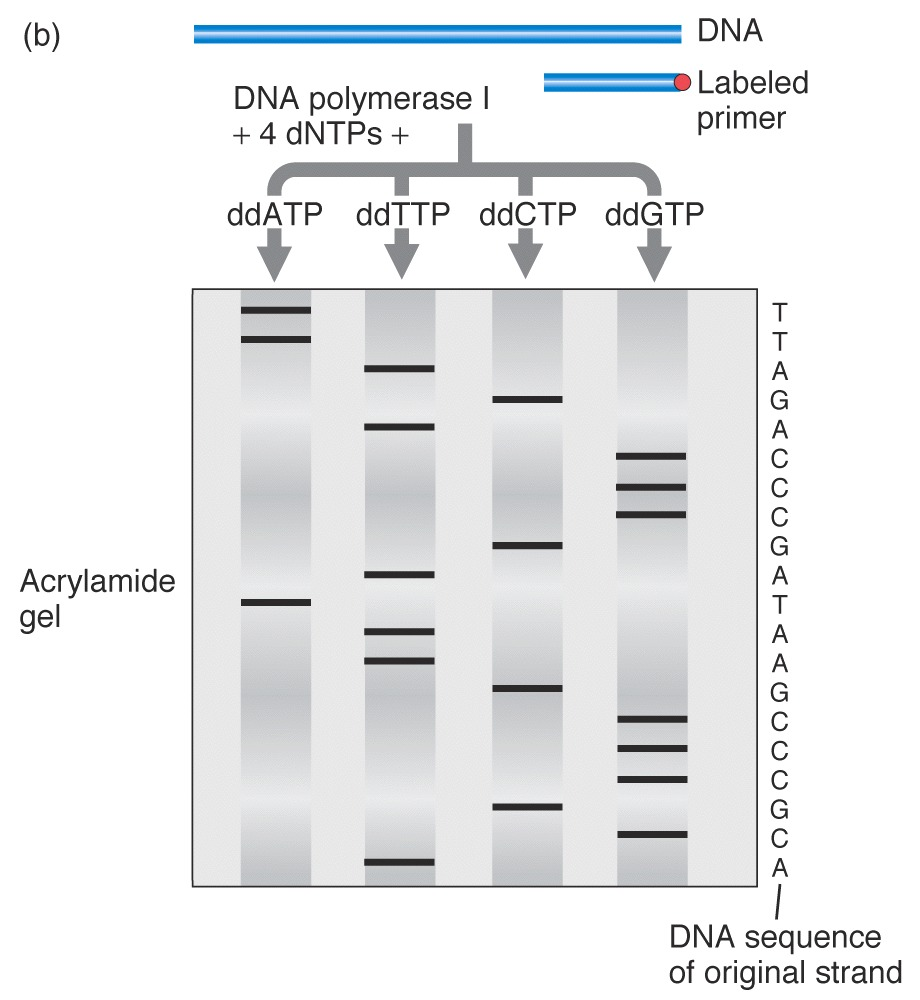 (b)
DNA
Labeled
primer
DNA polymerase I
+ 4 dNTPs +
ddATP ddTTP ddCTP ddGTP
T
T
A
G
A
C
C
C
G
A
T
A
A
G
C
C
C
G
C
A
Acrylamide
gel
DNA sequence
of original strand